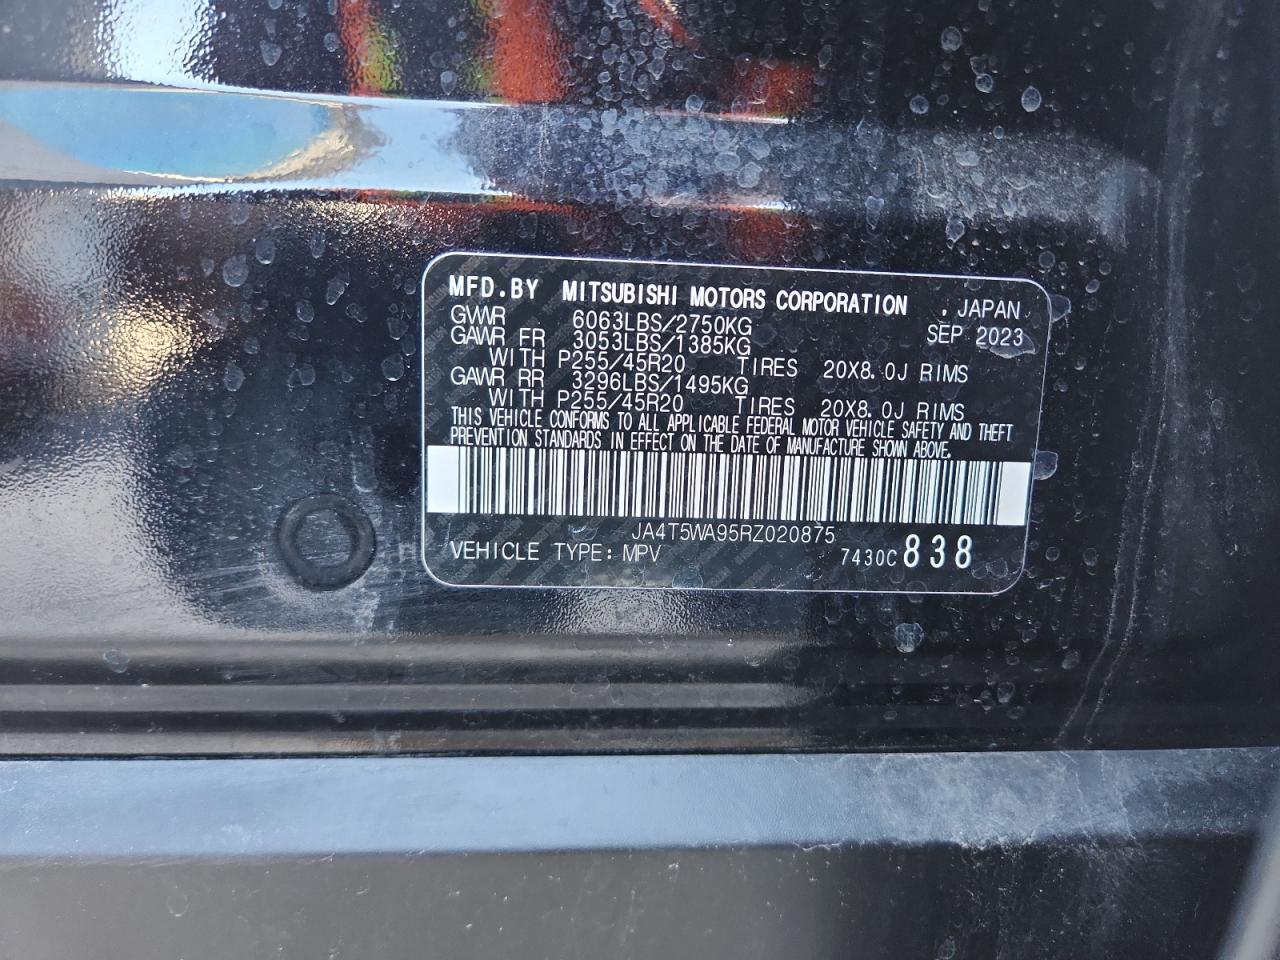 MFD.BY MITSUBISHI MOTORS CORPORATION . JAPAN
GVWR 6063LBS/2750KG SEP 2023
GAWR FR 3053LBS/1385KG
WITH P255/45R20 TIRES 20X8.0J RIMS
GAWR RR 3296LBS/1495KG
WITH P255/45R20 TIRES 20X8.0J RIMS
THIS VEHICLE CONFORMS TO ALL APPLICABLE FEDERAL MOTOR VEHICLE SAFETY AND THEFT
PREVENTION STANDARDS IN EFFECT ON THE DATE OF MANUFACTURE SHOWN ABOVE.
JA4T5WA95RZ020875
VEHICLE TYPE: MPV 7430C 838